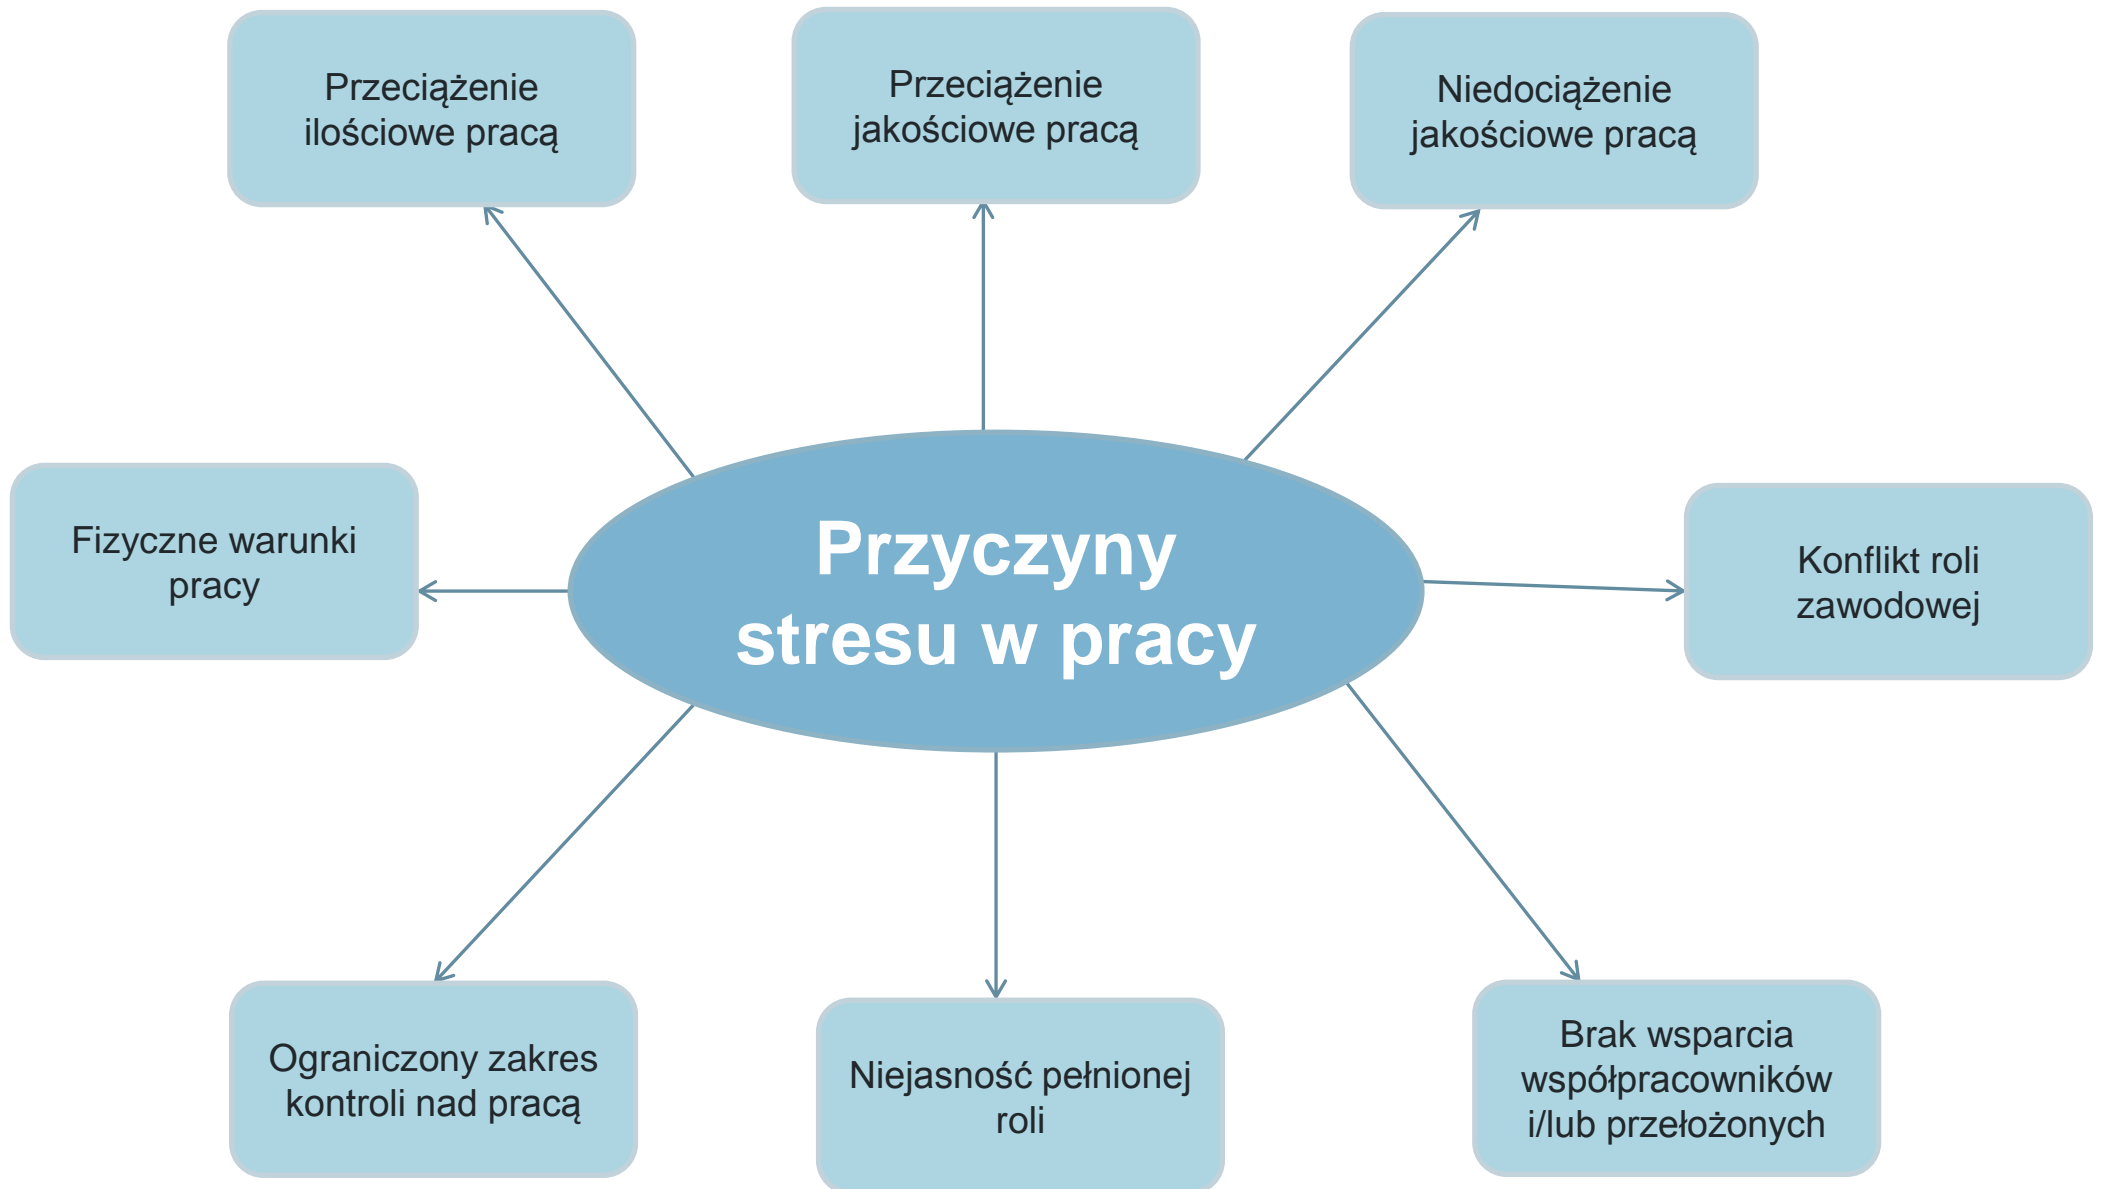 Przeciążenie
ilościowe pracą
Przeciążenie
jakościowe pracą
Niedociążenie
jakościowe pracą
Fizyczne warunki
pracy
Przyczyny
stresu w pracy
Konflikt roli
zawodowej
Ograniczony zakres
kontroli nad pracą
Niejasność pełnionej
roli
Brak wsparcia
współpracowników
i/lub przełożonych